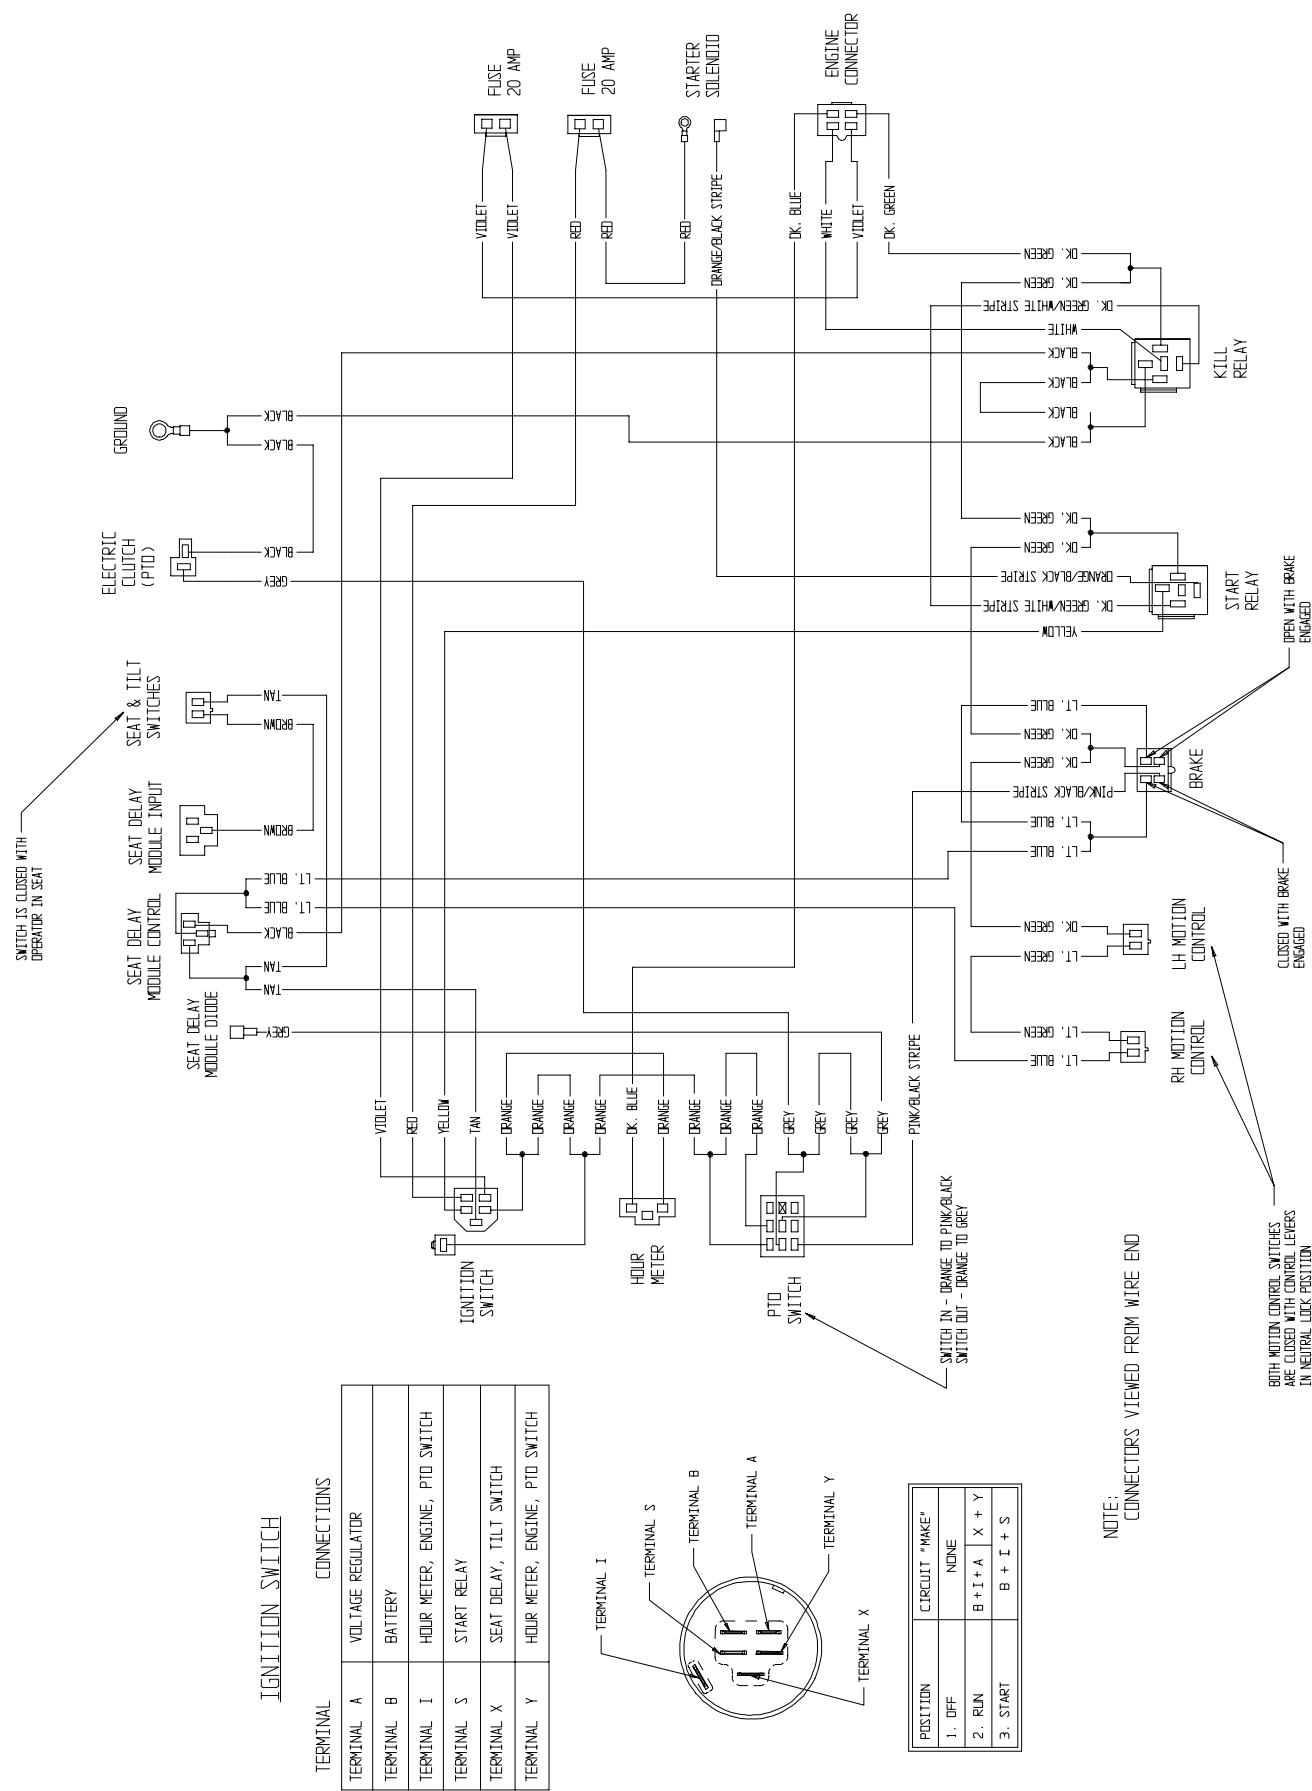 IGNITION SWITCH
TERMINAL CONNECTIONS
TERMINAL A VOLTAGE REGULATOR
TERMINAL B BATTERY
TERMINAL I HOUR METER, ENGINE, PTO SWITCH
TERMINAL S START RELAY
TERMINAL X SEAT DELAY, TILT SWITCH
TERMINAL Y HOUR METER, ENGINE, PTO SWITCH
TERMINAL I
TERMINAL S
TERMINAL B
TERMINAL A
TERMINAL Y
TERMINAL X
POSITION CIRCUIT "MAKE"
1. OFF NONE
2. RUN B+I+A X + Y
3. START B + I + S
NOTE:
CONNECTORS VIEWED FROM WIRE END
SWITCH IS CLOSED WITH
OPERATOR IN SEAT
SEAT DELAY
MODULE DIODE
SEAT DELAY
MODULE CONTROL
SEAT DELAY
MODULE INPUT
SEAT & TILT
SWITCHES
ELECTRIC
CLUTCH
(PTO)
GROUND
GREY
TAN
TAN
BLACK
LT. BLUE
LT. BLUE
BROWN
BROWN
TAN
GREY
BLACK
BLACK
BLACK
IGNITION
SWITCH
HOUR
METER
PTO
SWITCH
VIOLET
RED
YELLOW
TAN
ORANGE
ORANGE
ORANGE
ORANGE
DK. BLUE
ORANGE
ORANGE
ORANGE
ORANGE
GREY
GREY
GREY
GREY
PINK/BLACK STRIPE
SWITCH IN - ORANGE TO PINK/BLACK
SWITCH OUT - ORANGE TO GREY
FUSE
20 AMP
FUSE
20 AMP
STARTER
SOLENOID
ENGINE
CONNECTOR
VIOLET
VIOLET
RED
RED
RED
ORANGE/BLACK STRIPE
DK. BLUE
WHITE
VIOLET
DK. GREEN
LT. BLUE
LT. GREEN
LT. GREEN
DK. GREEN
LT. BLUE
LT. BLUE
PINK/BLACK STRIPE
DK. GREEN
DK. GREEN
LT. BLUE
YELLOW
DK. GREEN/WHITE STRIPE
ORANGE/BLACK STRIPE
DK. GREEN
DK. GREEN
BLACK
BLACK
BLACK
BLACK
WHITE
DK. GREEN/WHITE STRIPE
DK. GREEN
DK. GREEN
RH MOTION
CONTROL
LH MOTION
CONTROL
BRAKE
START
RELAY
KILL
RELAY
BOTH MOTION CONTROL SWITCHES
ARE CLOSED WITH CONTROL LEVERS
IN NEUTRAL LOCK POSITION
CLOSED WITH BRAKE
ENGAGED
OPEN WITH BRAKE
ENGAGED